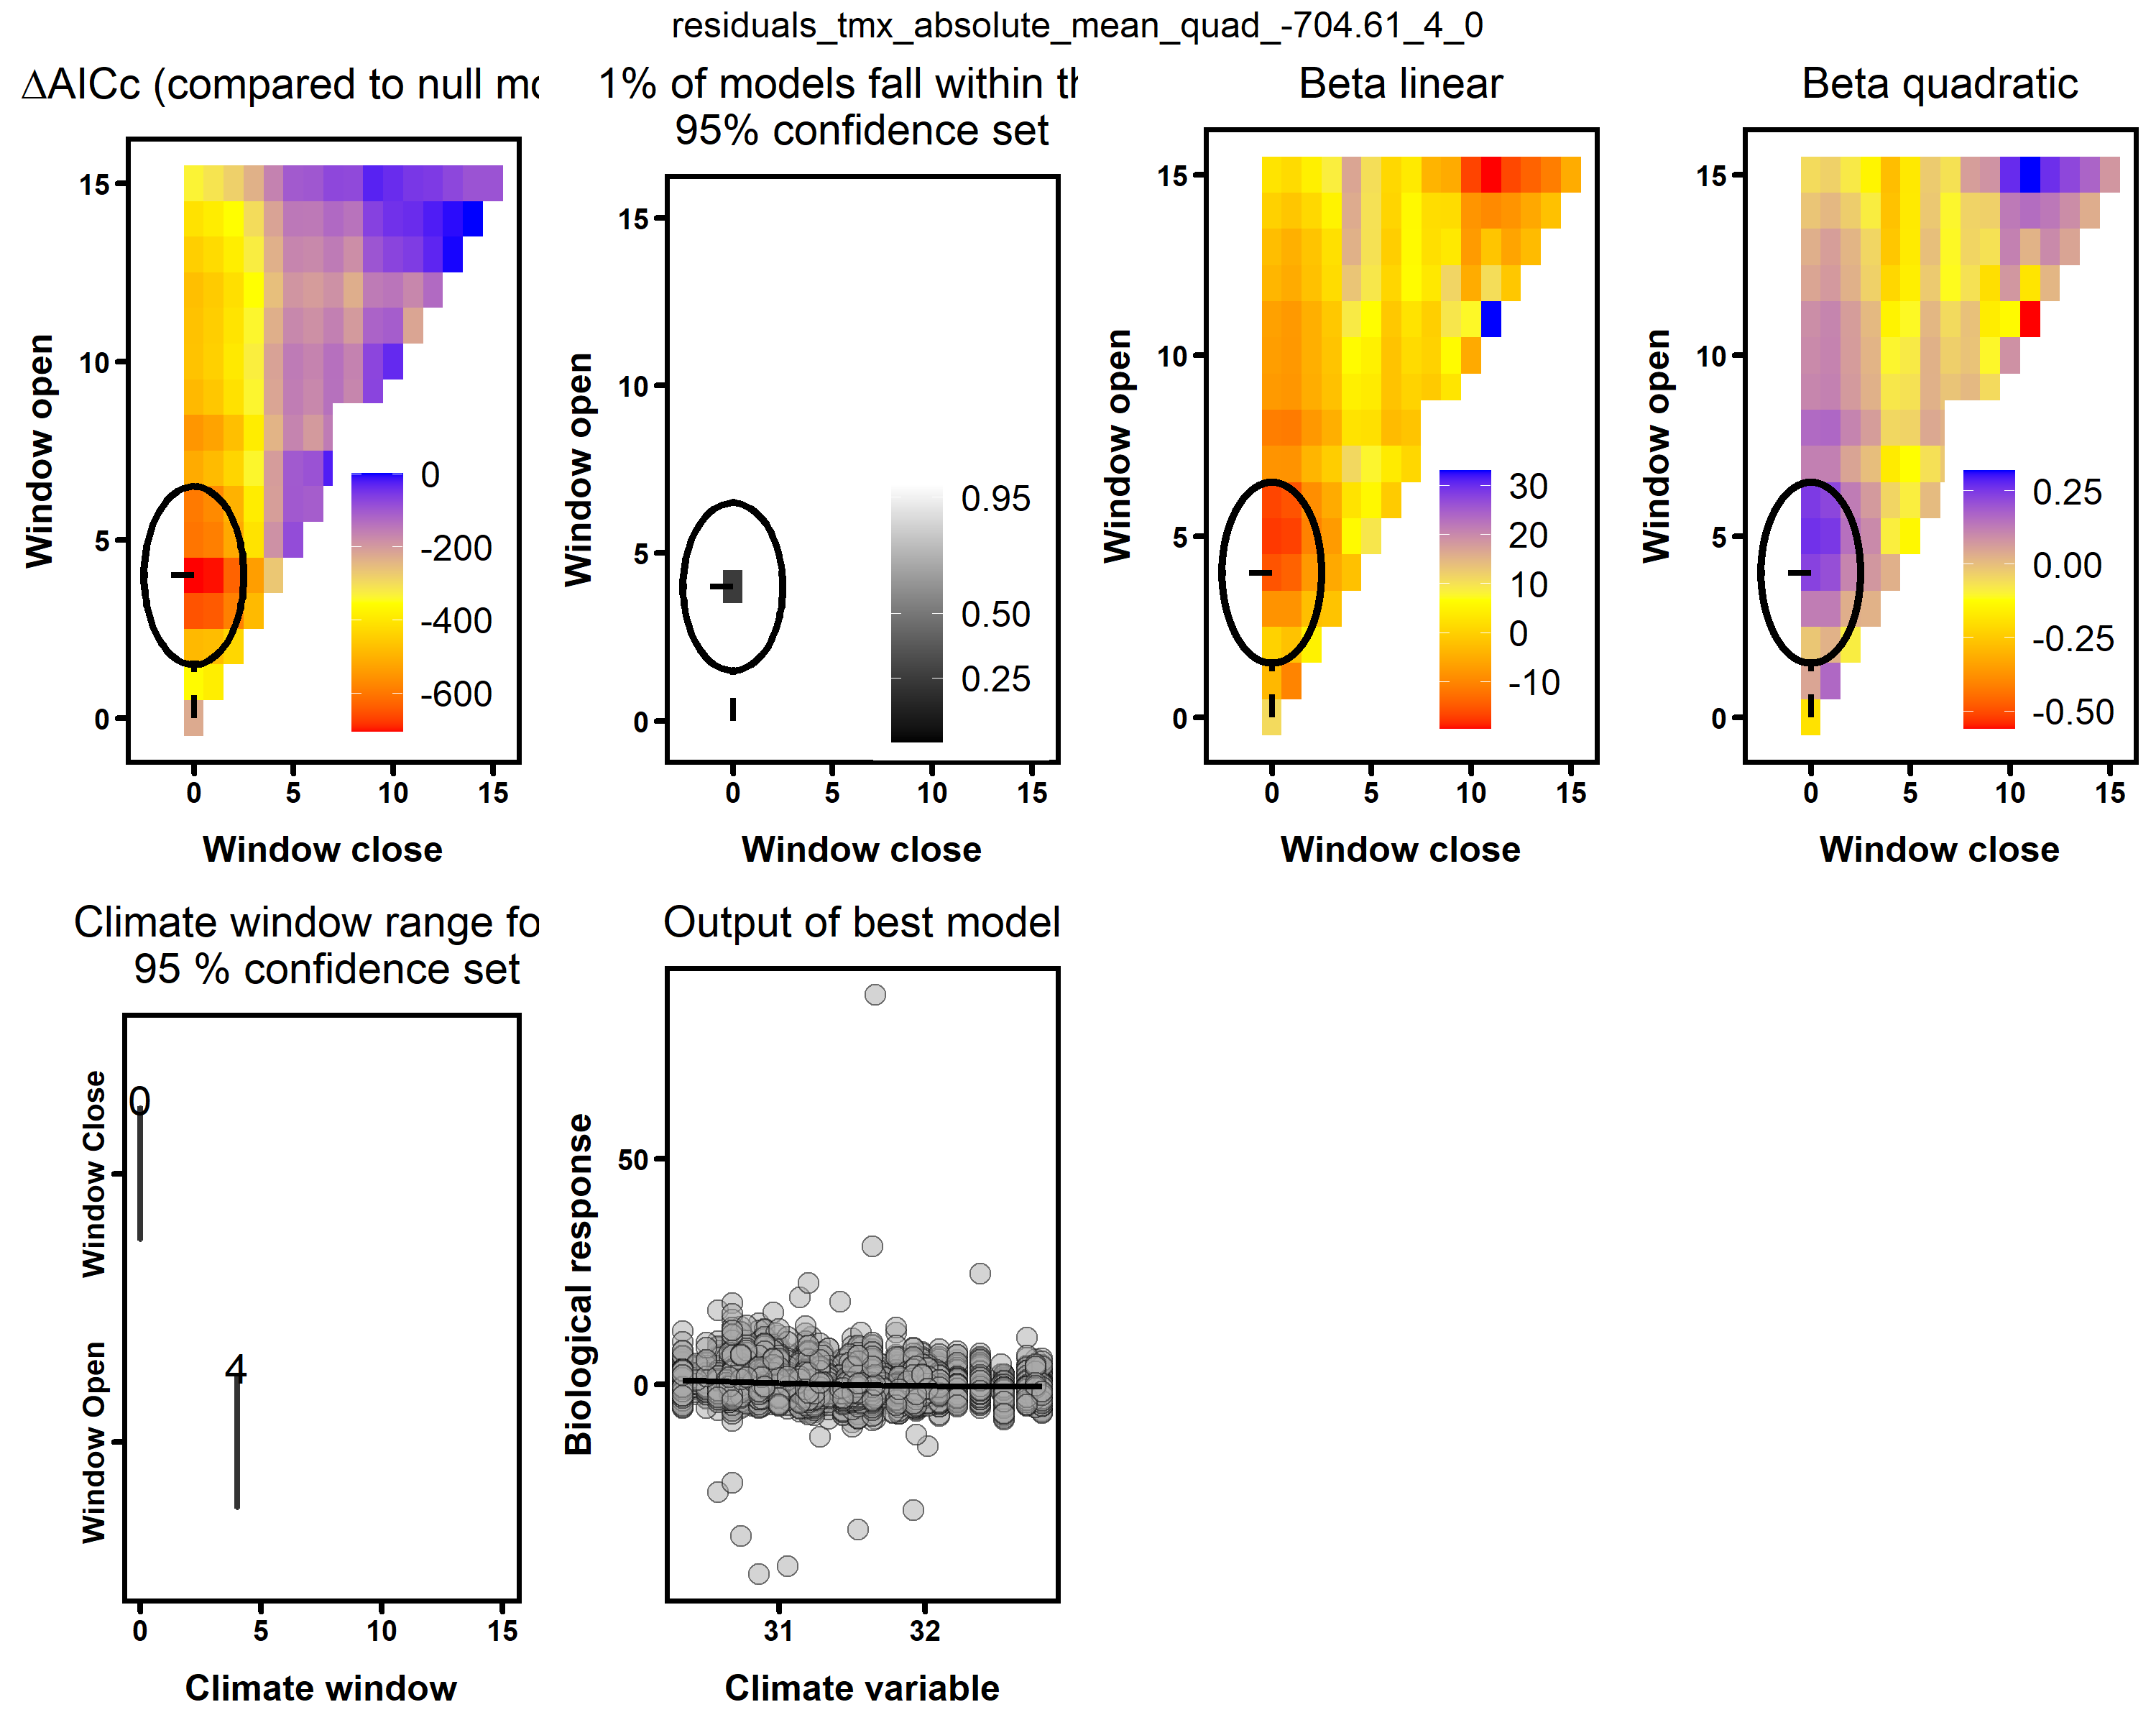 residuals_tmx_absolute_mean_quad_-704.61_4_0
ΔAICc (compared to null mo
15
10
5
0
0
-200
-400
-600
0 5 10 15
Window open
Window close
1% of models fall within th
95% confidence set
15
10
5
0
0.95
0.50
0.25
0 5 10 15
Window open
Window close
Beta linear
15
10
5
0
30
20
10
0
-10
0 5 10 15
Window open
Window close
Beta quadratic
15
10
5
0
0.25
0.00
-0.25
-0.50
0 5 10 15
Window open
Window close
Climate window range fo
95 % confidence set
Window Close
Window Open
0
4
0 5 10 15
Climate window
Output of best model
50
0
31 32
Biological response
Climate variable